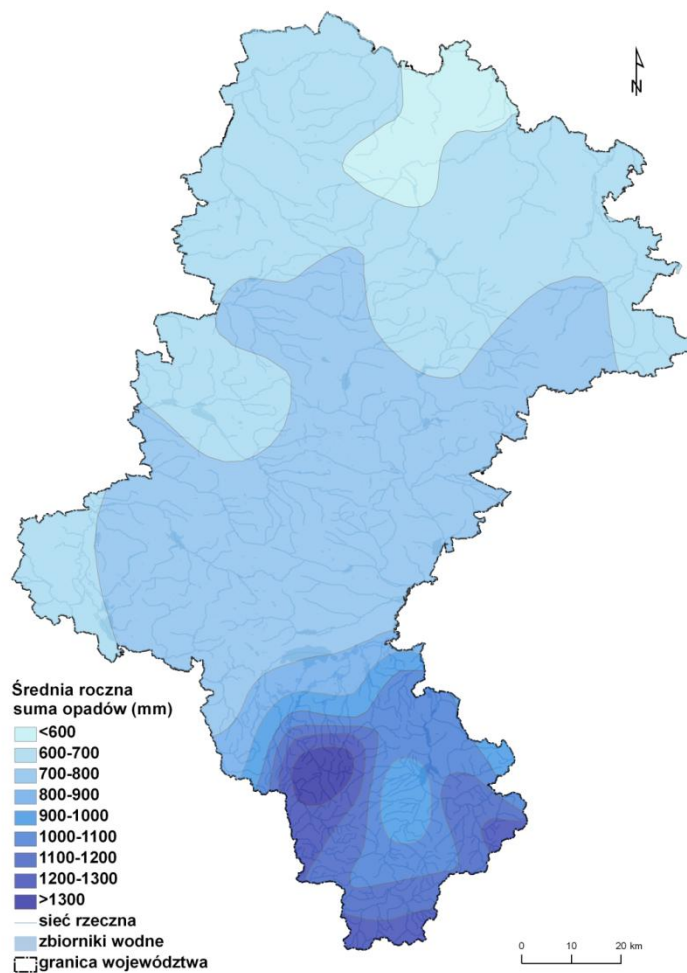 N
Średnia roczna
suma opadów (mm)
<600
600-700
700-800
800-900
900-1000
1000-1100
1100-1200
1200-1300
>1300
sieć rzeczna
zbiorniki wodne
granica województwa
0 10 20 km